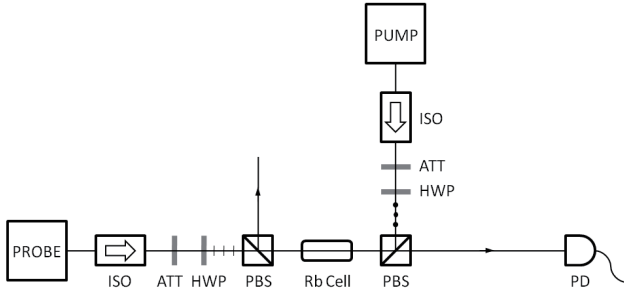 PUMP
ISO
ATT
HWP
PROBE
ISO
ATT
HWP
PBS
Rb Cell
PBS
PD